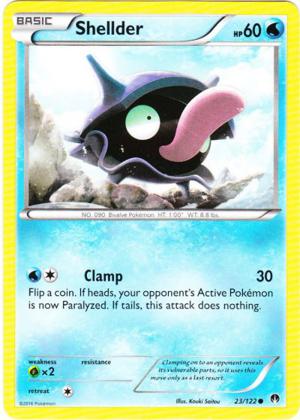 BASIC
Shellder
HP60
NO. 090 Bivalve Pokémon HT: 1'00" WT: 8.8 lbs.
Clamp 30
Flip a coin. If heads, your opponent's Active Pokémon
is now Paralyzed. If tails, this attack does nothing.
weakness
resistance
×2
retreat
Clamping on to an opponent reveals
its vulnerable parts, so it uses this
move only as a last resort.
©2016 Pokémon
Illus. Kouki Saitou
23/122